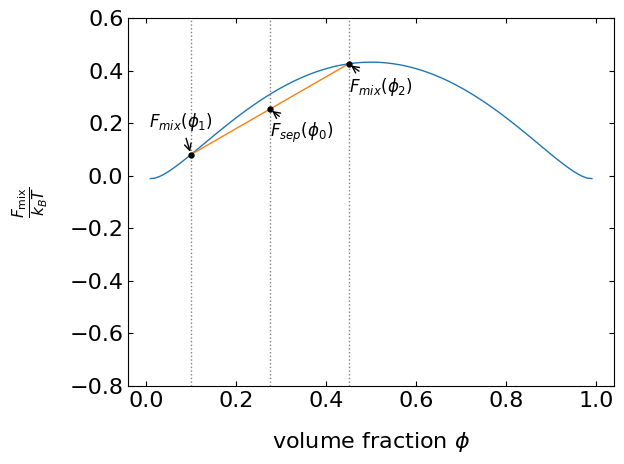 0.6
0.4
0.2
0.0
−0.2
−0.4
−0.6
−0.8
F_mix(ϕ_1)
F_mix(ϕ_2)
F_sep(ϕ_0)
F_mix / k_B T
0.0 0.2 0.4 0.6 0.8 1.0
volume fraction ϕ